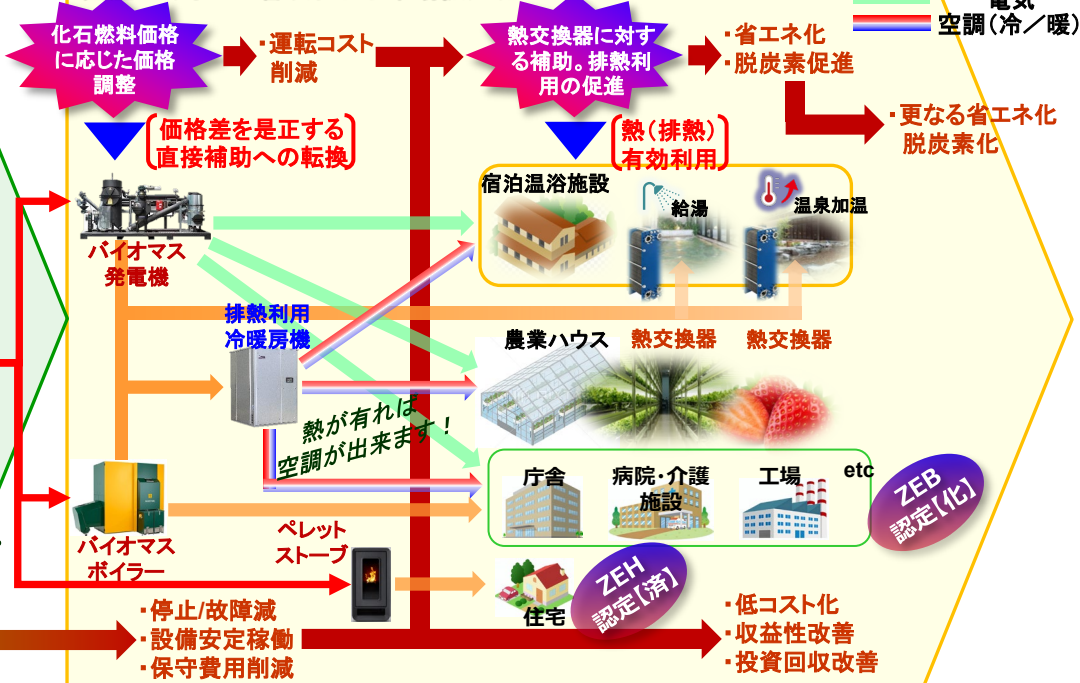 電気
空調(冷/暖)
化石燃料価格
に応じた価格
調整
・運転コスト
削減
熱交換器に対す
る補助。排熱利
用の促進
・省エネ化
・脱炭素促進
・更なる省エネ化
脱炭素化
価格差を是正する
直接補助への転換
熱(排熱)
有効利用
宿泊温浴施設
給湯
温泉加温
バイオマス
発電機
排熱利用
冷暖房機
農業ハウス
熱交換器
熱交換器
熱が有れば
空調が出来ます!
庁舎
病院・介護
施設
工場
etc
ZEB
認定【化】
バイオマス
ボイラー
ペレット
ストーブ
住宅
ZEH
認定【済】
・停止/故障減
・設備安定稼働
・保守費用削減
・低コスト化
・収益性改善
・投資回収改善